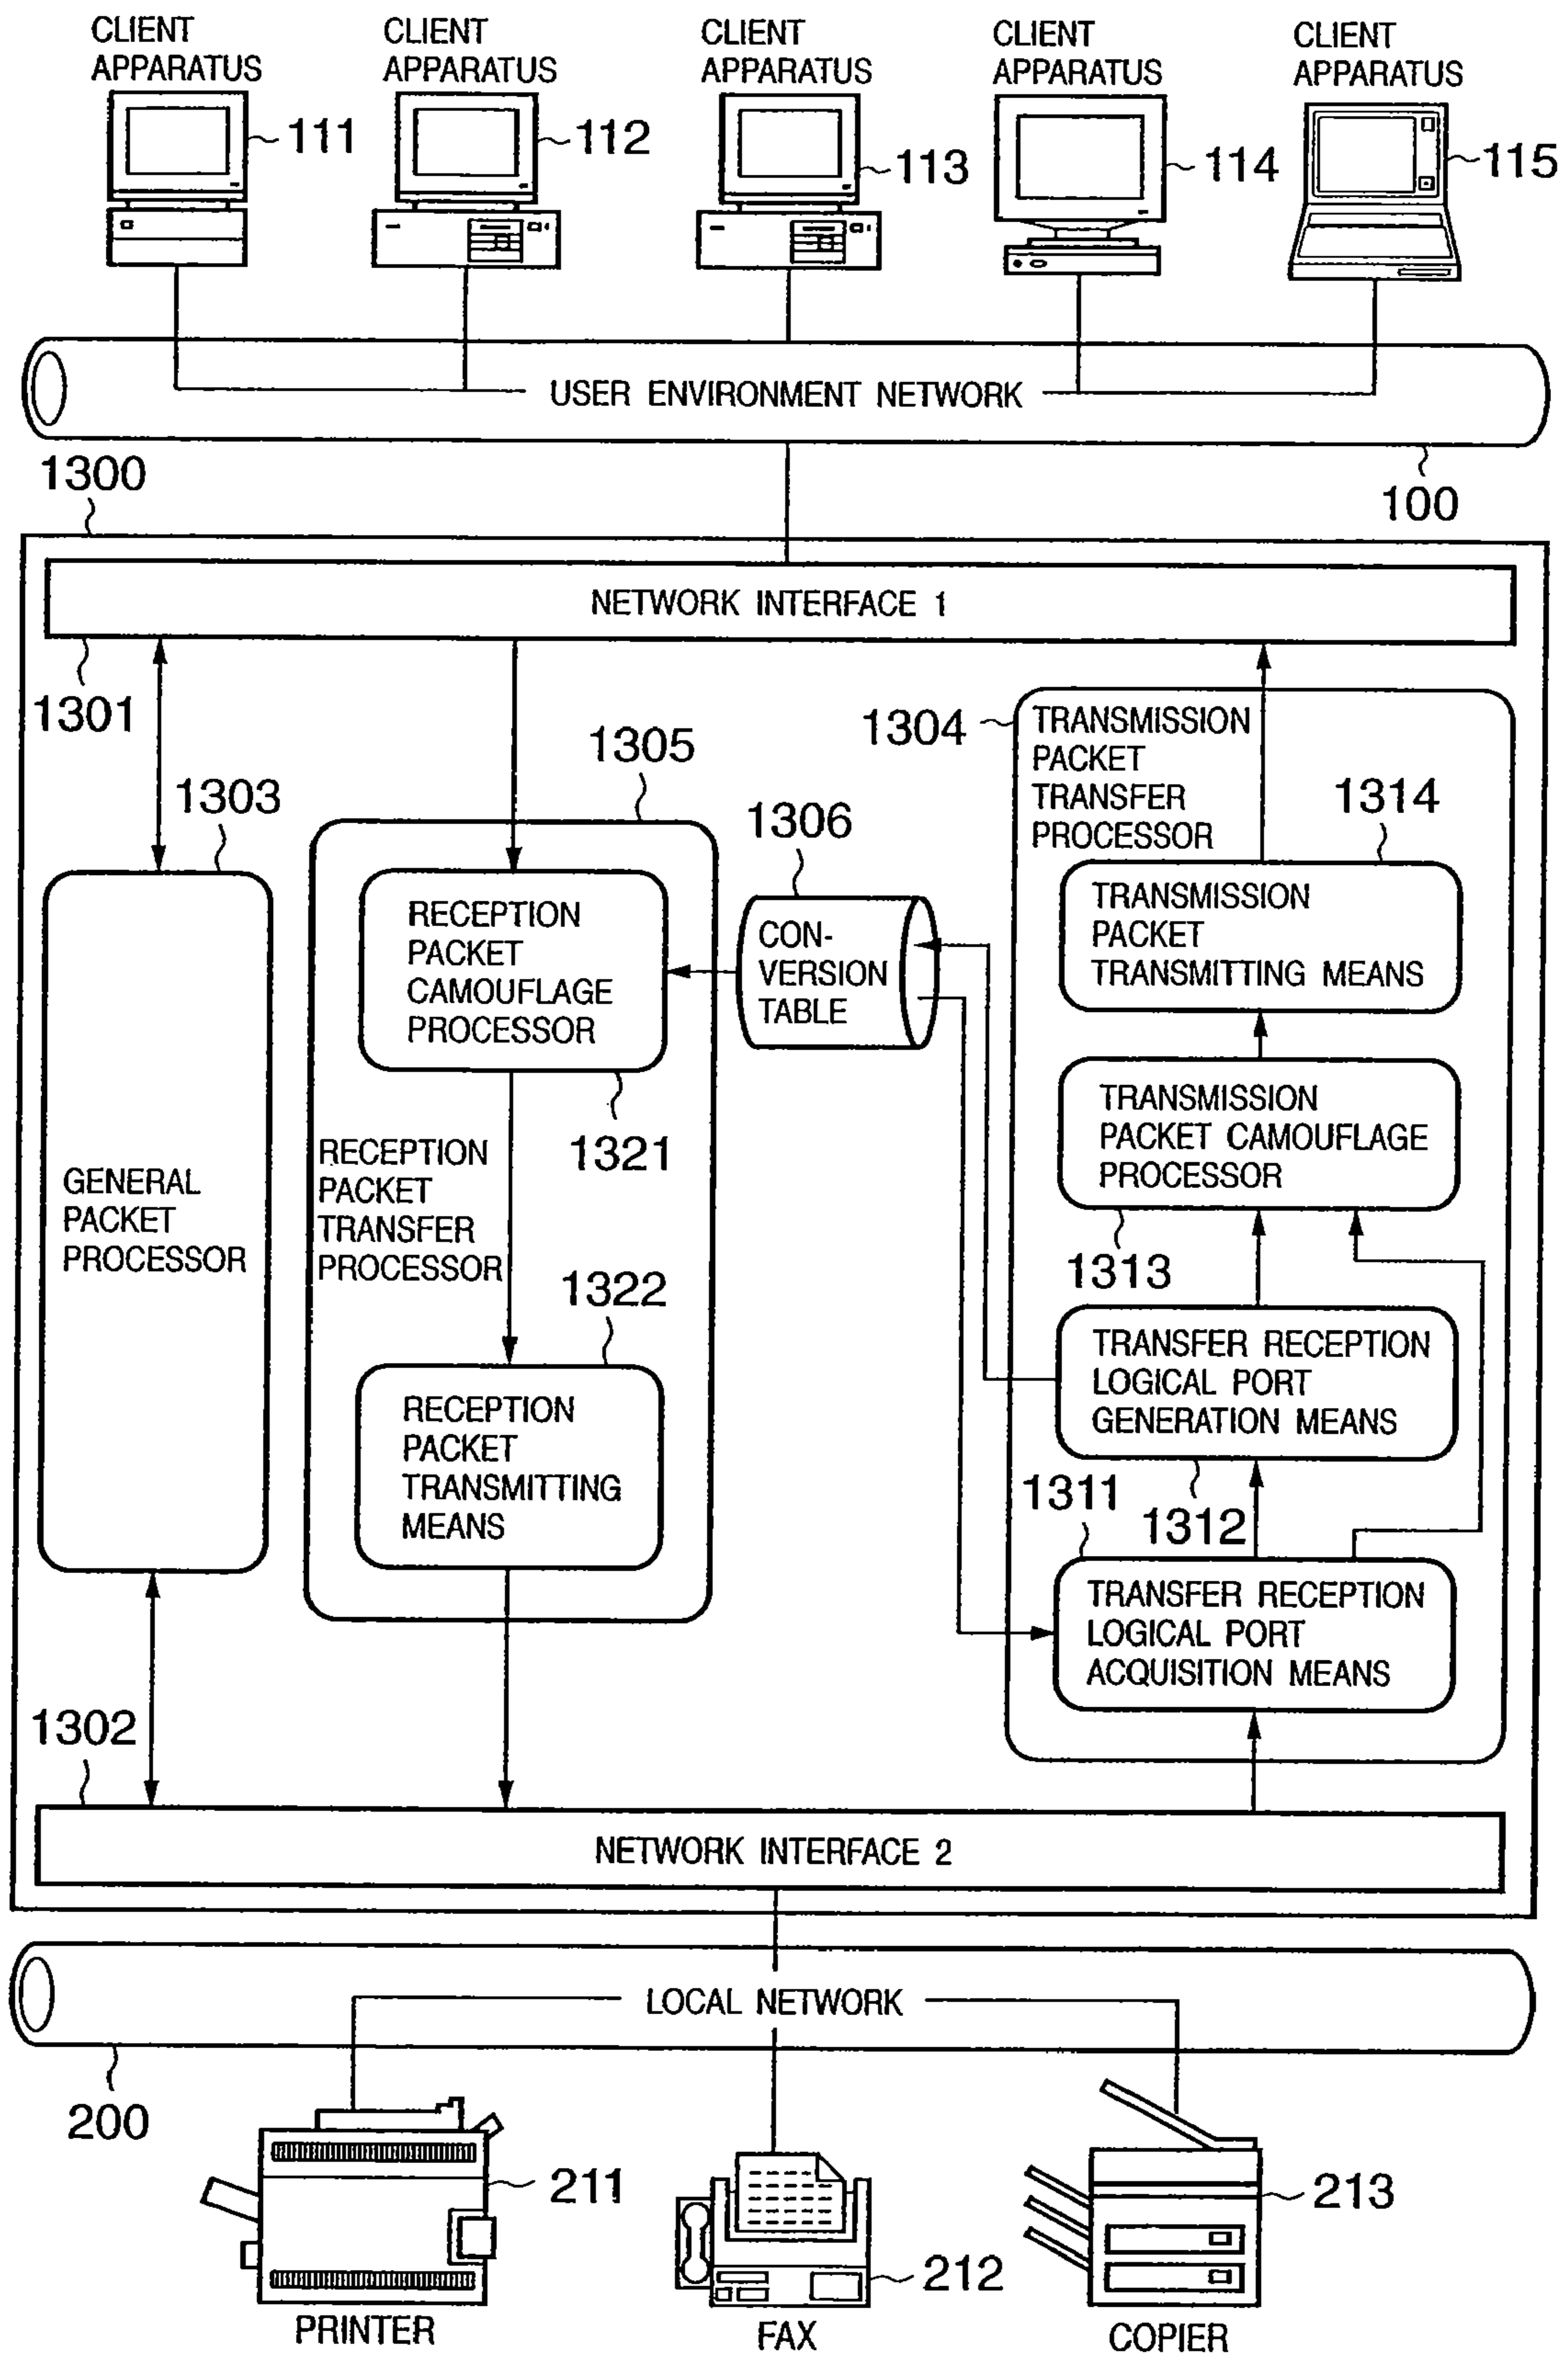 CLIENT
APPARATUS
CLIENT
APPARATUS
CLIENT
APPARATUS
CLIENT
APPARATUS
CLIENT
APPARATUS
111
112
113
114
115
USER ENVIRONMENT NETWORK
100
1300
NETWORK INTERFACE 1
1301
1303
GENERAL
PACKET
PROCESSOR
1305
RECEPTION
PACKET
CAMOUFLAGE
PROCESSOR
1321
RECEPTION
PACKET
TRANSFER
PROCESSOR
1322
RECEPTION
PACKET
TRANSMITTING
MEANS
1306
CON-
VERSION
TABLE
1304
TRANSMISSION
PACKET
TRANSFER
PROCESSOR
1314
TRANSMISSION
PACKET
TRANSMITTING MEANS
TRANSMISSION
PACKET CAMOUFLAGE
PROCESSOR
1313
TRANSFER RECEPTION
LOGICAL PORT
GENERATION MEANS
1311
1312
TRANSFER RECEPTION
LOGICAL PORT
ACQUISITION MEANS
1302
NETWORK INTERFACE 2
LOCAL NETWORK
200
211
212
213
PRINTER
FAX
COPIER